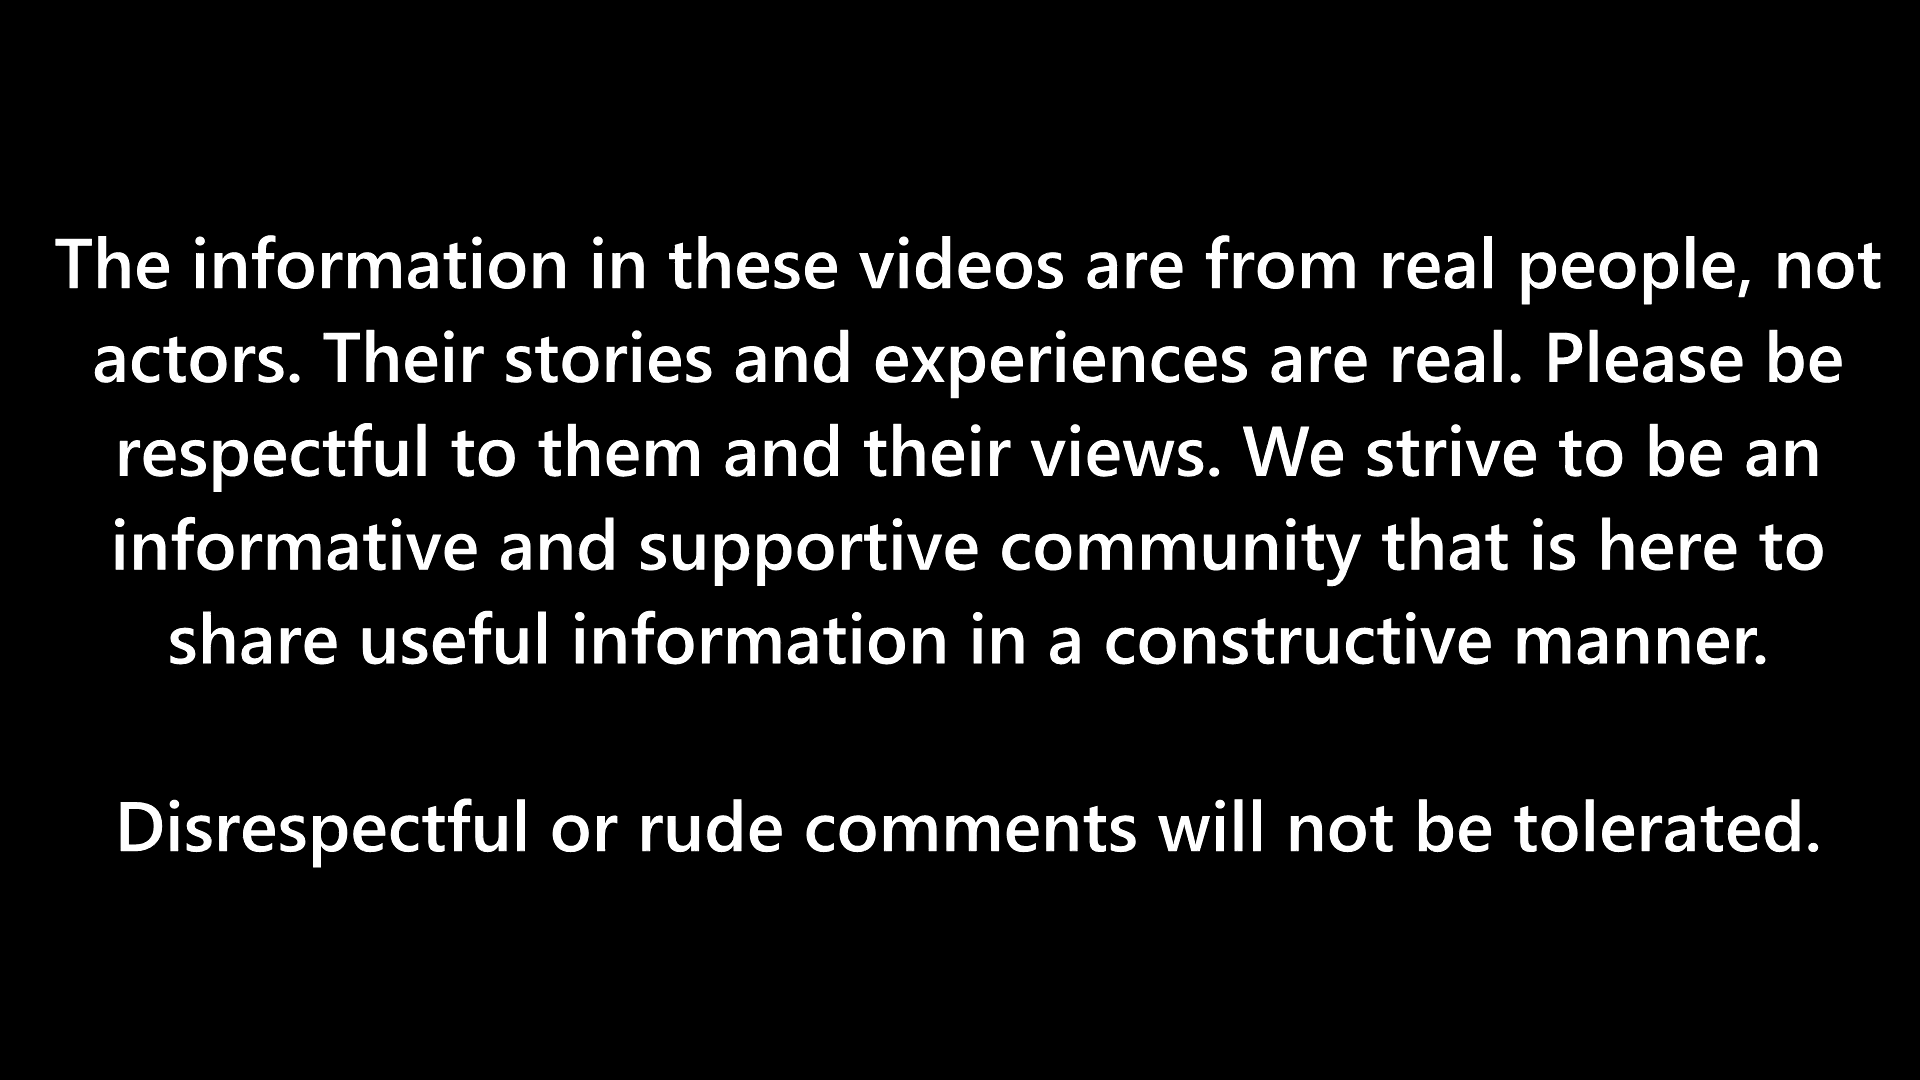 The information in these videos are from real people, not
actors. Their stories and experiences are real. Please be
respectful to them and their views. We strive to be an
informative and supportive community that is here to
share useful information in a constructive manner.
Disrespectful or rude comments will not be tolerated.